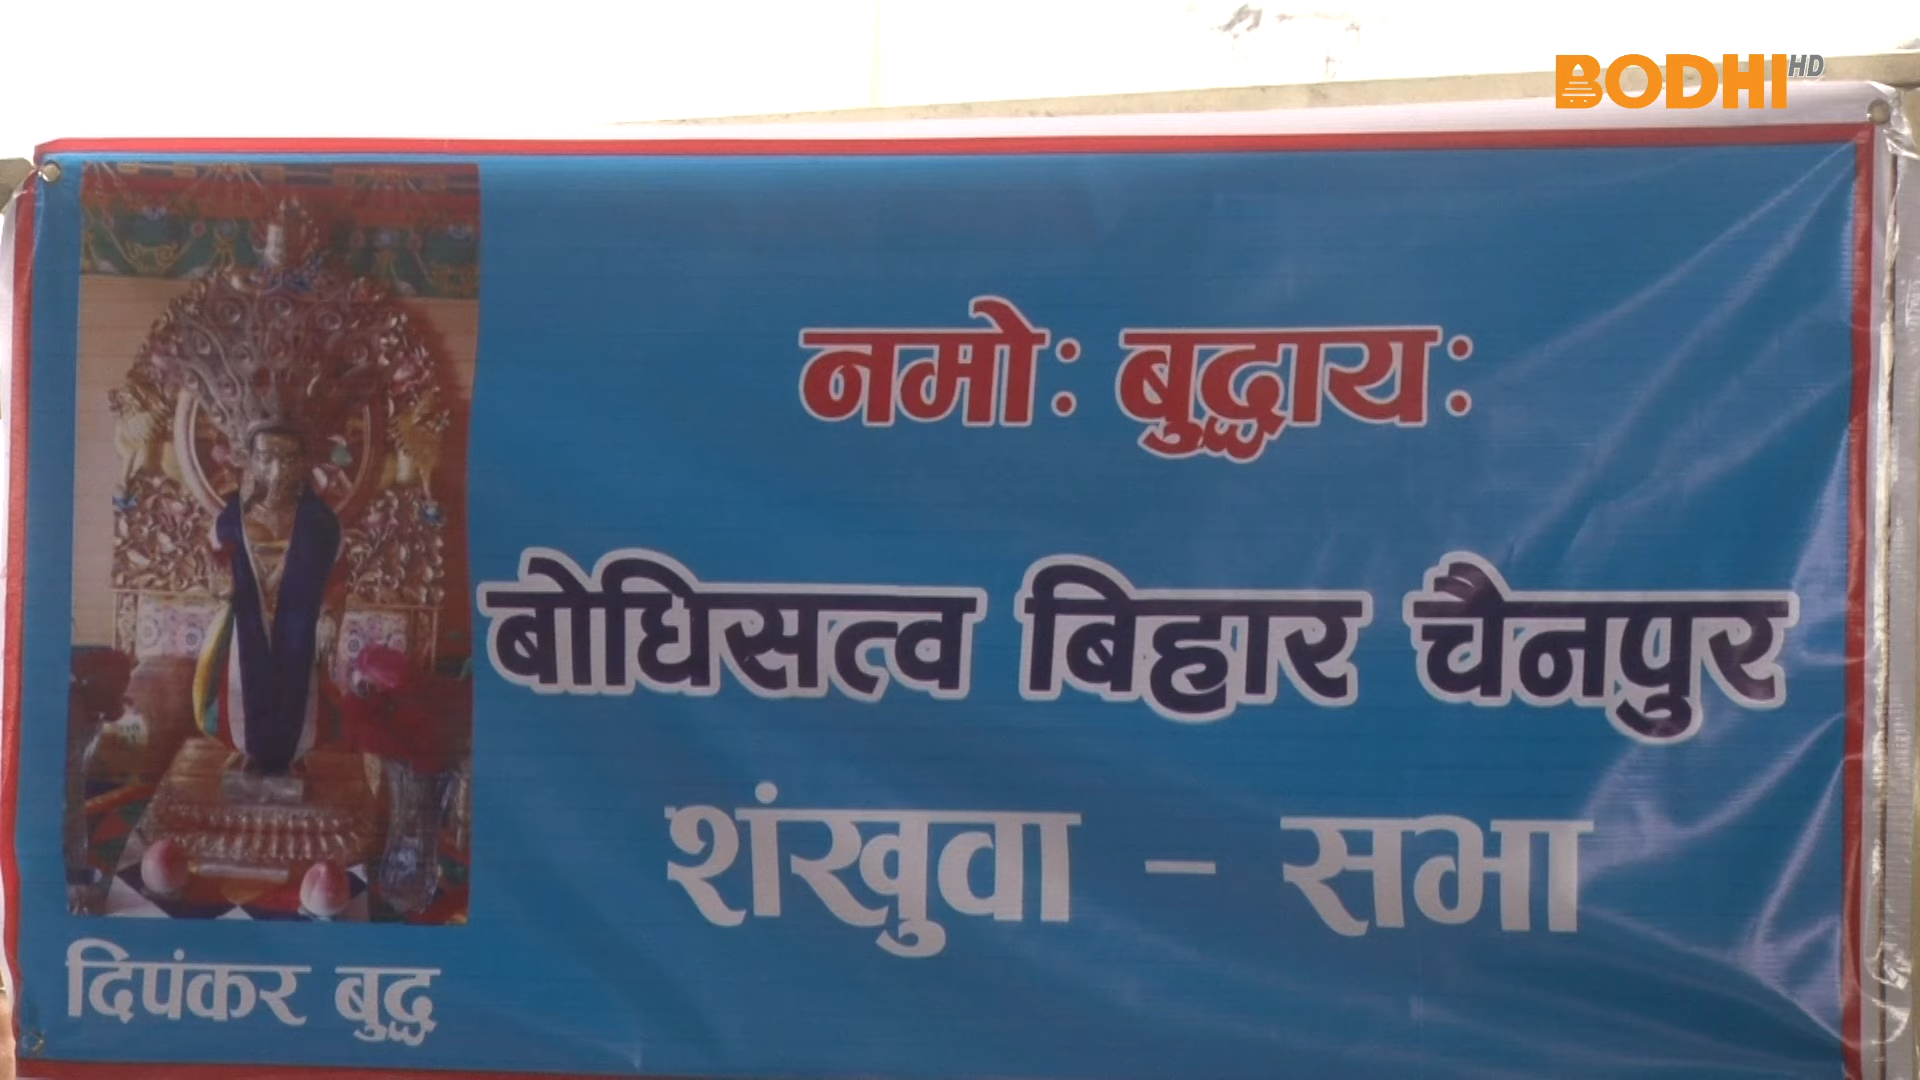 BODHI HD
नमोः बुद्धायः
बोधिसत्व बिहार चैनपुर
शंखुवा – सभा
दिपंकर बुद्ध